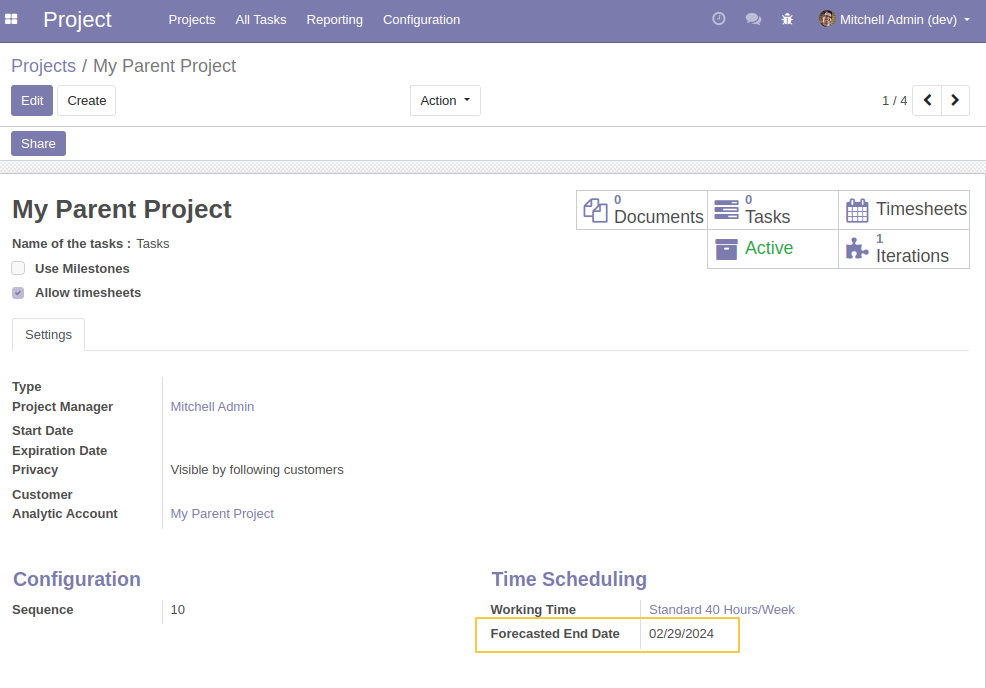 Project Projects All Tasks Reporting Configuration Mitchell Admin (dev)
Projects / My Parent Project
Edit Create Action 1 / 4
Share
My Parent Project
0 Documents
0 Tasks
Timesheets
Active
1 Iterations
Name of the tasks : Tasks
Use Milestones
Allow timesheets
Settings
Type
Project Manager Mitchell Admin
Start Date
Expiration Date
Privacy Visible by following customers
Customer
Analytic Account My Parent Project
Configuration
Sequence 10
Time Scheduling
Working Time Standard 40 Hours/Week
Forecasted End Date 02/29/2024